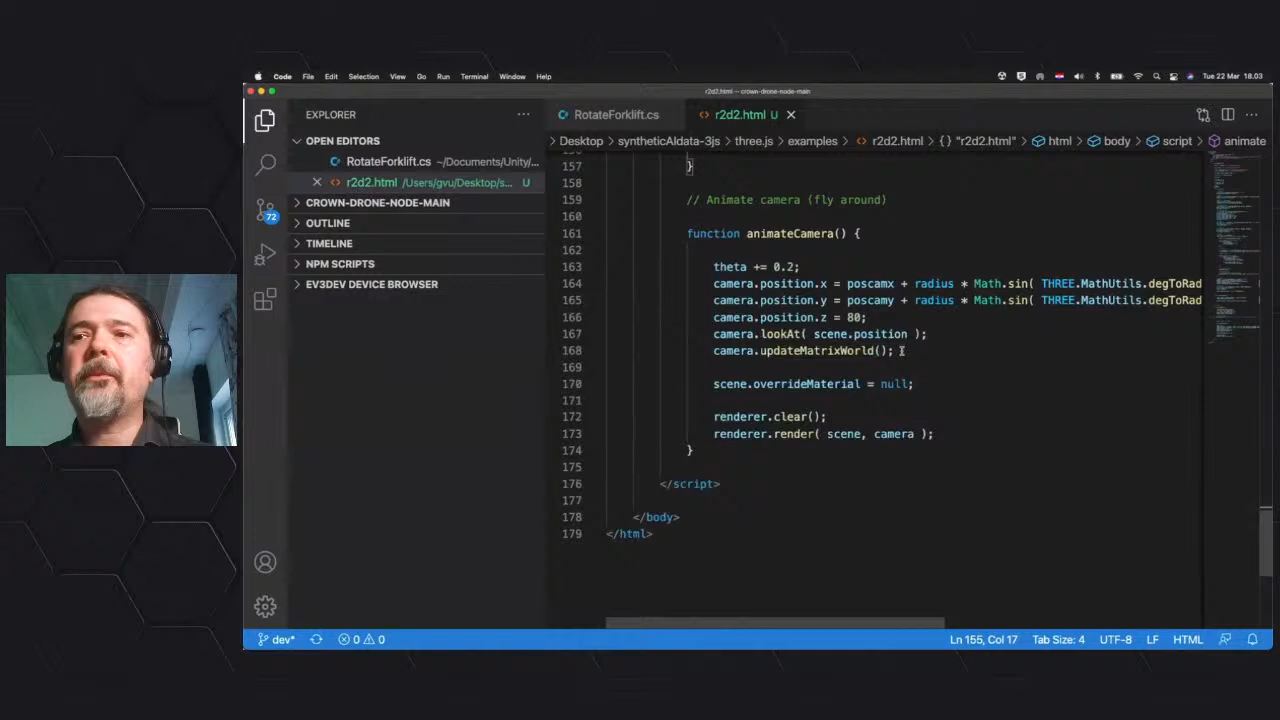 Code File Edit Selection View Go Run Terminal Window Help Tue 22 Mar 18.03
r2d2.html — crown-drone-node-main
EXPLORER
OPEN EDITORS
RotateForklift.cs ~/Documents/Unity/...
r2d2.html /Users/gvu/Desktop/s... U
CROWN-DRONE-NODE-MAIN
OUTLINE
TIMELINE
NPM SCRIPTS
EV3DEV DEVICE BROWSER
72
RotateForklift.cs r2d2.html U
Desktop syntheticAIdata-3js three.js examples r2d2.html "r2d2.html" html body script animate
157 }
158
159 // Animate camera (fly around)
160
161 function animateCamera() {
162
163 theta += 0.2;
164 camera.position.x = poscamx + radius * Math.sin( THREE.MathUtils.degToRad
165 camera.position.y = poscamy + radius * Math.sin( THREE.MathUtils.degToRad
166 camera.position.z = 80;
167 camera.lookAt( scene.position );
168 camera.updateMatrixWorld();
169
170 scene.overrideMaterial = null;
171
172 renderer.clear();
173 renderer.render( scene, camera );
174 }
175
176 </script>
177
178 </body>
179 </html>
dev* 0 0 Ln 155, Col 17 Tab Size: 4 UTF-8 LF HTML